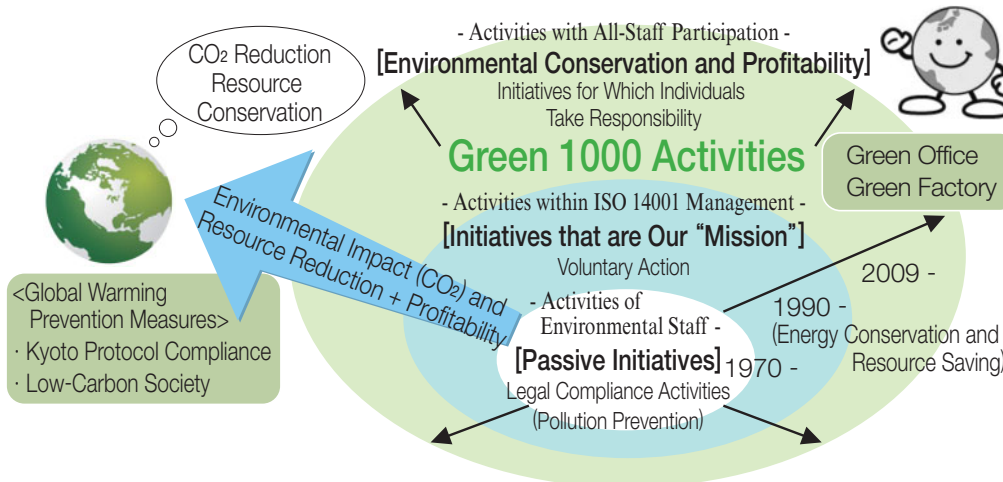 CO2 Reduction
Resource
Conservation
- Activities with All-Staff Participation -
[Environmental Conservation and Profitability]
Initiatives for Which Individuals
Take Responsibility
Green 1000 Activities
Green Office
Green Factory
- Activities within ISO 14001 Management -
[Initiatives that are Our “Mission”]
Voluntary Action
Environmental Impact (CO2) and
Resource Reduction + Profitability
<Global Warming
Prevention Measures>
· Kyoto Protocol Compliance
· Low-Carbon Society
- Activities of
Environmental Staff -
[Passive Initiatives]
Legal Compliance Activities
(Pollution Prevention)
1970 -
1990 -
(Energy Conservation and
Resource Saving)
2009 -